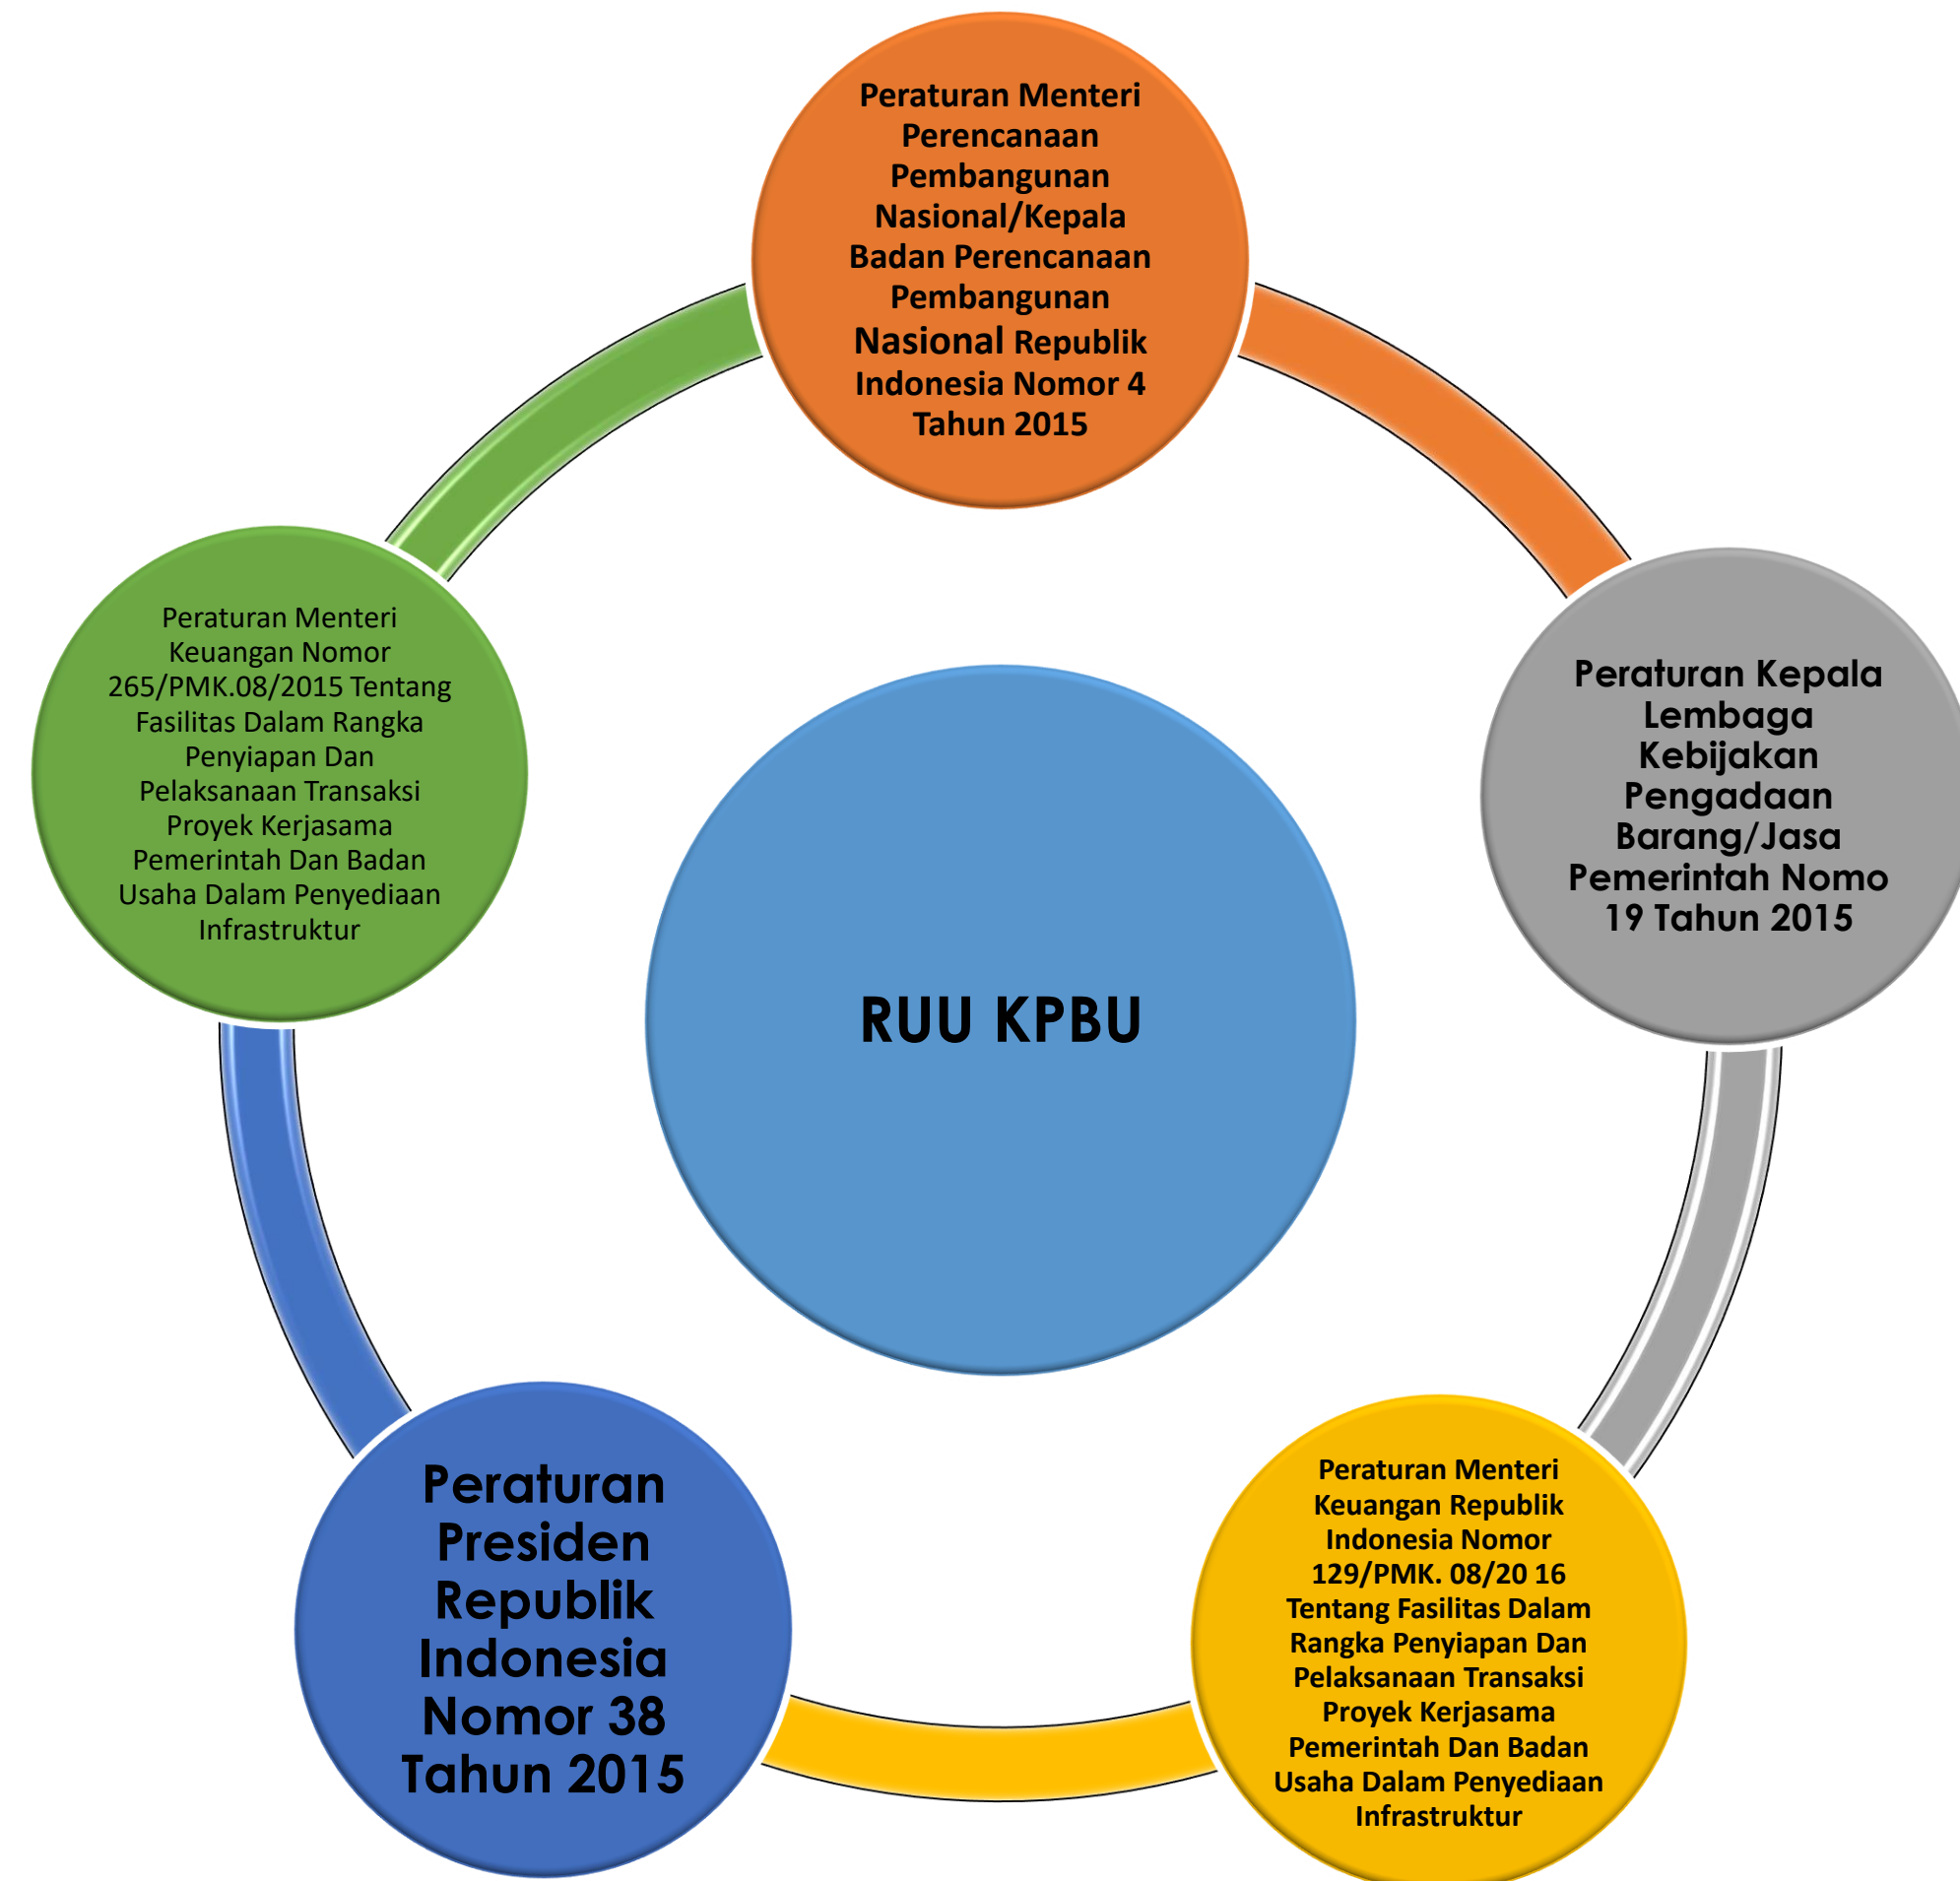 Peraturan Menteri
Perencanaan
Pembangunan
Nasional/Kepala
Badan Perencanaan
Pembangunan
Nasional Republik
Indonesia Nomor 4
Tahun 2015
Peraturan Kepala
Lembaga
Kebijakan
Pengadaan
Barang/Jasa
Pemerintah Nomo
19 Tahun 2015
Peraturan Menteri
Keuangan Republik
Indonesia Nomor
129/PMK. 08/20 16
Tentang Fasilitas Dalam
Rangka Penyiapan Dan
Pelaksanaan Transaksi
Proyek Kerjasama
Pemerintah Dan Badan
Usaha Dalam Penyediaan
Infrastruktur
Peraturan
Presiden
Republik
Indonesia
Nomor 38
Tahun 2015
Peraturan Menteri
Keuangan Nomor
265/PMK.08/2015 Tentang
Fasilitas Dalam Rangka
Penyiapan Dan
Pelaksanaan Transaksi
Proyek Kerjasama
Pemerintah Dan Badan
Usaha Dalam Penyediaan
Infrastruktur
RUU KPBU